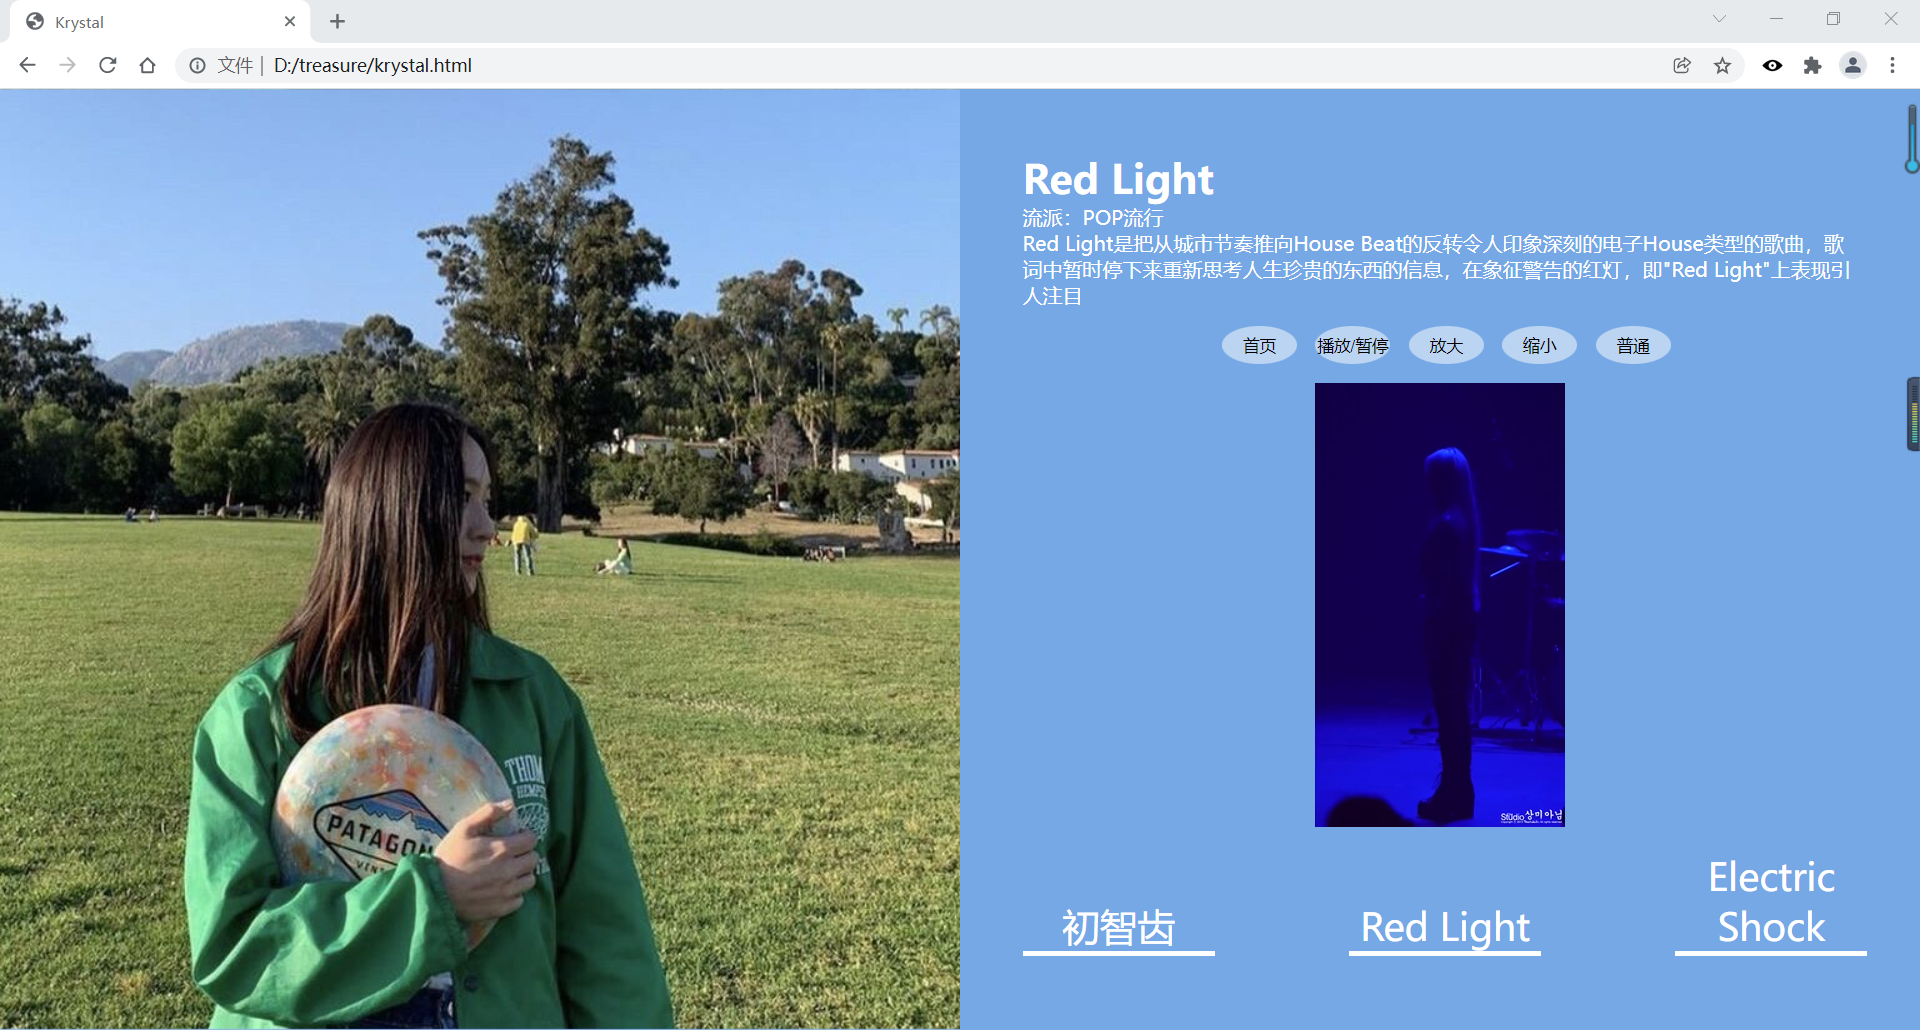 Krystal
文件 | D:/treasure/krystal.html
Red Light
流派：POP流行
Red Light是把从城市节奏推向House Beat的反转令人印象深刻的电子House类型的歌曲，歌
词中暂时停下来重新思考人生珍贵的东西的信息，在象征警告的红灯，即"Red Light"上表现引
人注目
首页 播放/暂停 放大 缩小 普通
THOM
HEMPS
PATAGON
VENT
Studio 상미아님
初智齿
Red Light
Electric
Shock